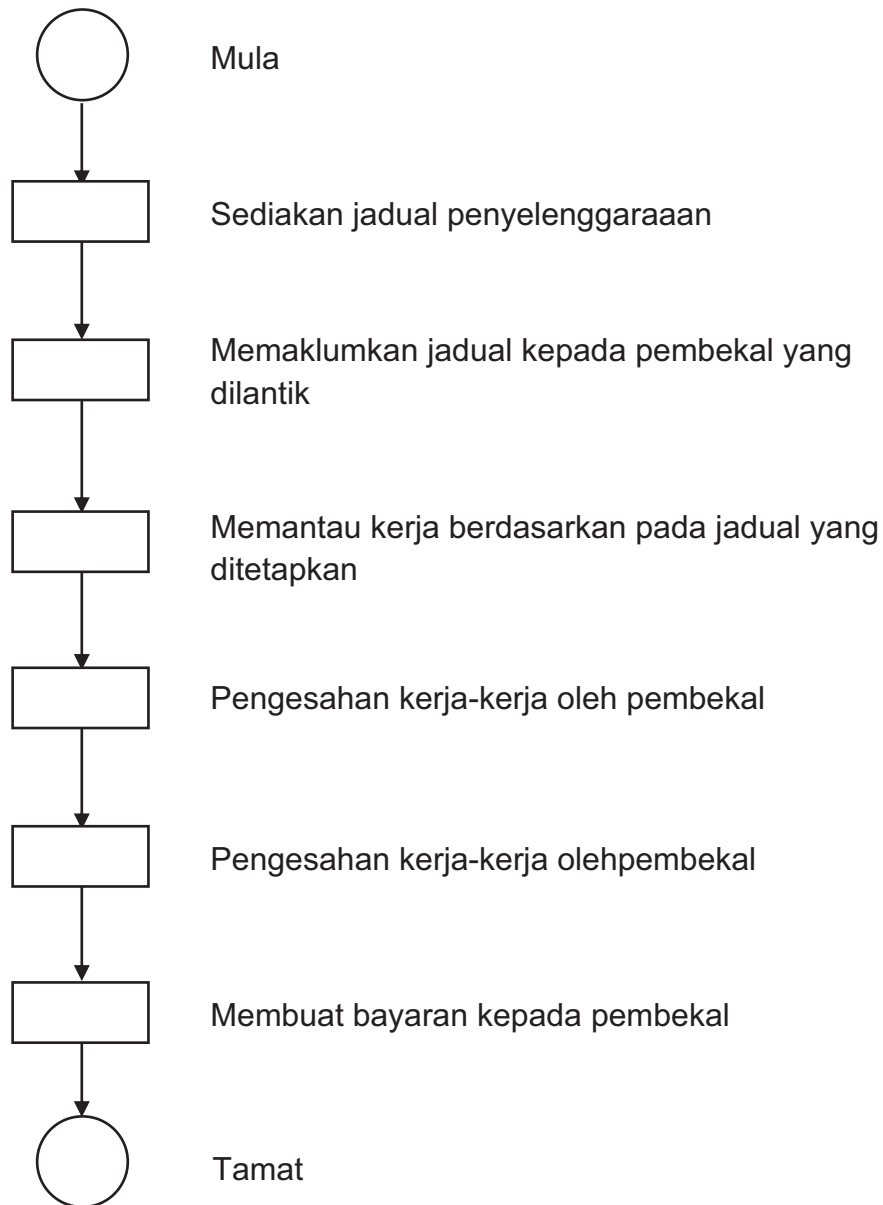 Mula
Sediakan jadual penyelenggaraaan
Memaklumkan jadual kepada pembekal yang
dilantik
Memantau kerja berdasarkan pada jadual yang
ditetapkan
Pengesahan kerja-kerja oleh pembekal
Pengesahan kerja-kerja olehpembekal
Membuat bayaran kepada pembekal
Tamat